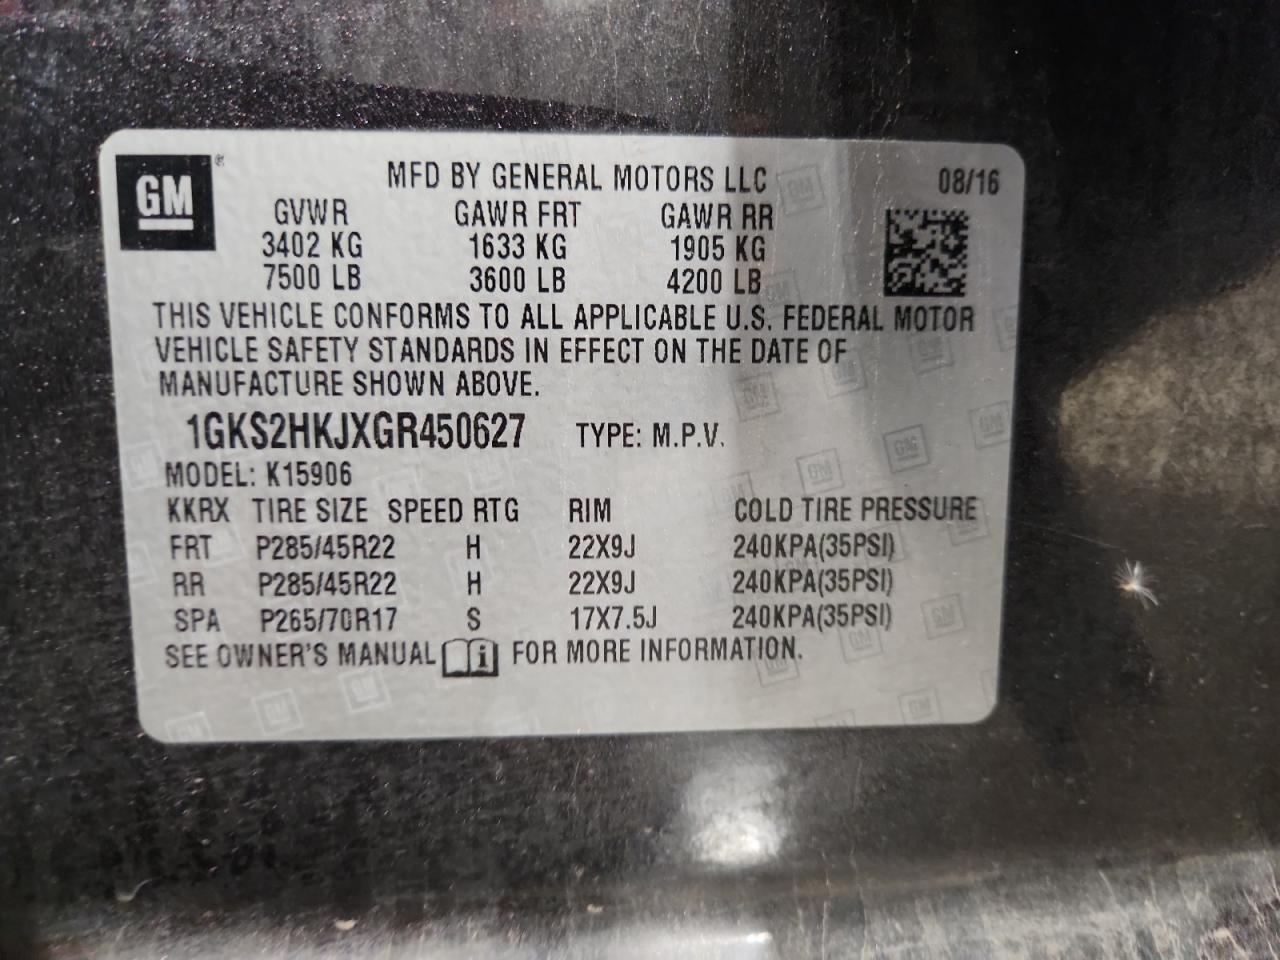 GM®
MFD BY GENERAL MOTORS LLC 08/16
GVWR GAWR FRT GAWR RR
3402 KG 1633 KG 1905 KG
7500 LB 3600 LB 4200 LB
THIS VEHICLE CONFORMS TO ALL APPLICABLE U.S. FEDERAL MOTOR
VEHICLE SAFETY STANDARDS IN EFFECT ON THE DATE OF
MANUFACTURE SHOWN ABOVE.
1GKS2HKJXGR450627 TYPE: M.P.V.
MODEL: K15906
KKRX TIRE SIZE SPEED RTG RIM COLD TIRE PRESSURE
FRT P285/45R22 H 22X9J 240KPA(35PSI)
RR P285/45R22 H 22X9J 240KPA(35PSI)
SPA P265/70R17 S 17X7.5J 240KPA(35PSI)
SEE OWNER'S MANUAL i FOR MORE INFORMATION.